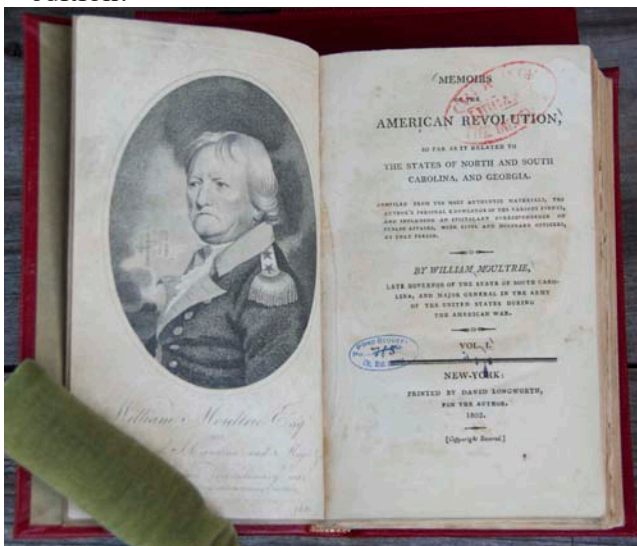 William Moultrie Esq
MEMOIRS
OF THE
AMERICAN REVOLUTION,
SO FAR AS IT RELATED TO
THE STATES OF NORTH AND SOUTH
CAROLINA, AND GEORGIA.
COMPILED FROM THE MOST AUTHENTIC MATERIALS, THE
AUTHOR'S PERSONAL KNOWLEDGE OF THE VARIOUS EVENTS,
AND INCLUDING AN EPISTOLARY CORRESPONDENCE ON
PUBLIC AFFAIRS, WITH CIVIL AND MILITARY OFFICERS,
AT THAT PERIOD.
BY WILLIAM MOULTRIE,
LATE GOVERNOR OF THE STATE OF SOUTH CARO-
LINA, AND MAJOR GENERAL IN THE ARMY
OF THE UNITED STATES DURING
THE AMERICAN WAR.
VOL. I.
715
NEW-YORK:
PRINTED BY DAVID LONGWORTH,
FOR THE AUTHOR,
1802.
[Copyright Secured.]